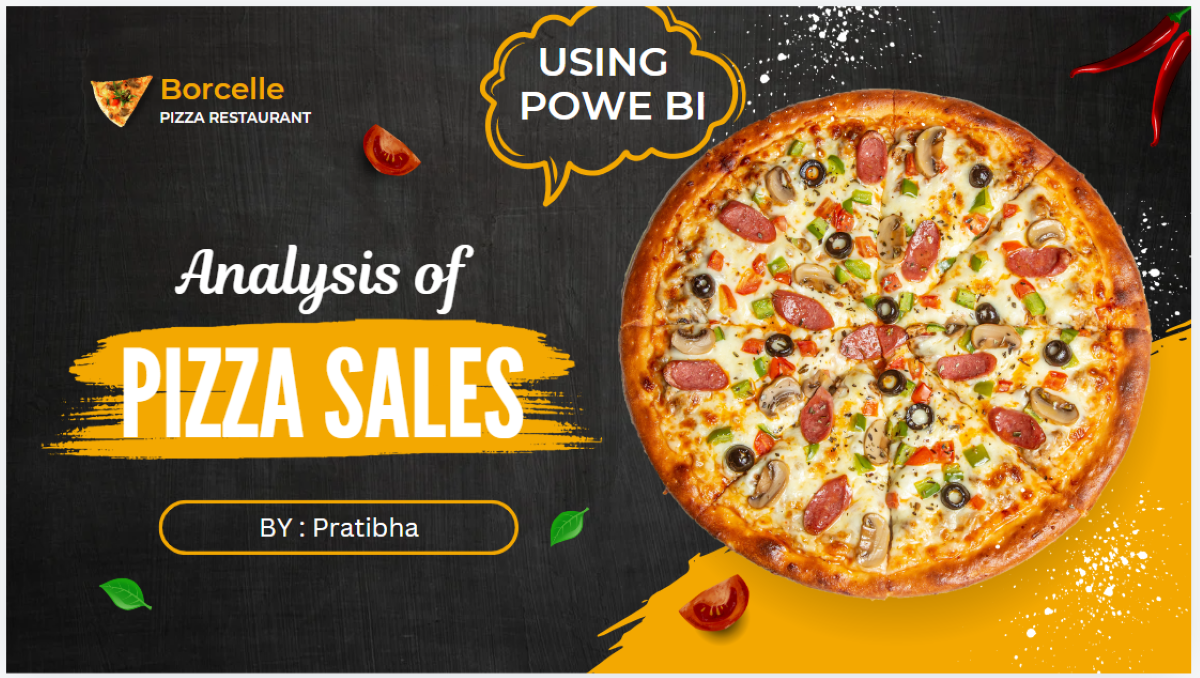 Borcelle
PIZZA RESTAURANT
USING
POWE BI
Analysis of
PIZZA SALES
BY : Pratibha